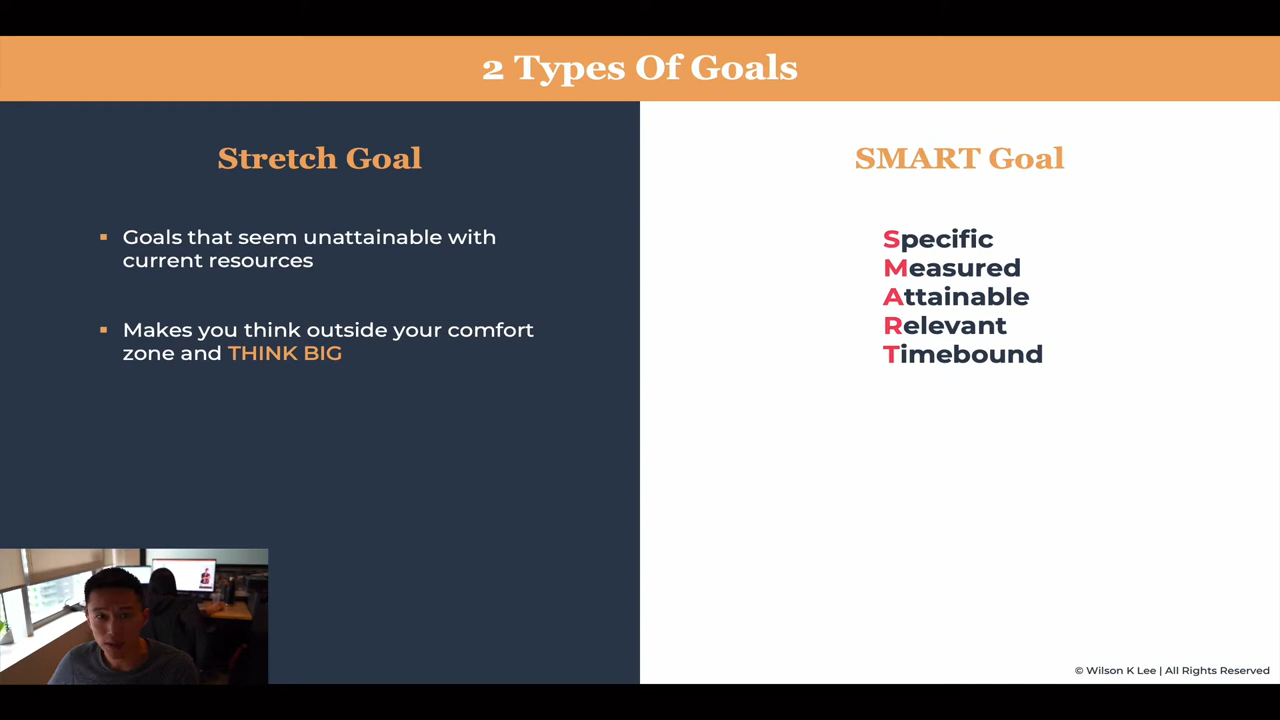 2 Types Of Goals
Stretch Goal
Goals that seem unattainable with
current resources
Makes you think outside your comfort
zone and THINK BIG
SMART Goal
Specific
Measured
Attainable
Relevant
Timebound
© Wilson K Lee | All Rights Reserved